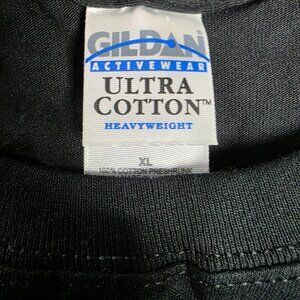 GILDAN
ACTIVEWEAR
ULTRA
COTTON™
HEAVYWEIGHT
XL
100% COTTON PRESHRUNK